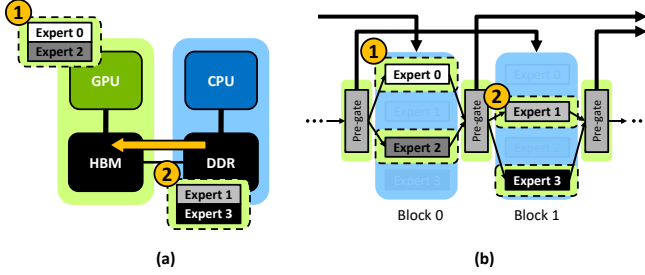 1
Expert 0
Expert 2
GPU
CPU
HBM
DDR
2
Expert 1
Expert 3
(a)
1
Expert 0
Expert 1
Expert 2
Expert 3
Pre-gate
Block 0
Pre-gate
2
Expert 0
Expert 1
Expert 2
Expert 3
Block 1
Pre-gate
(b)